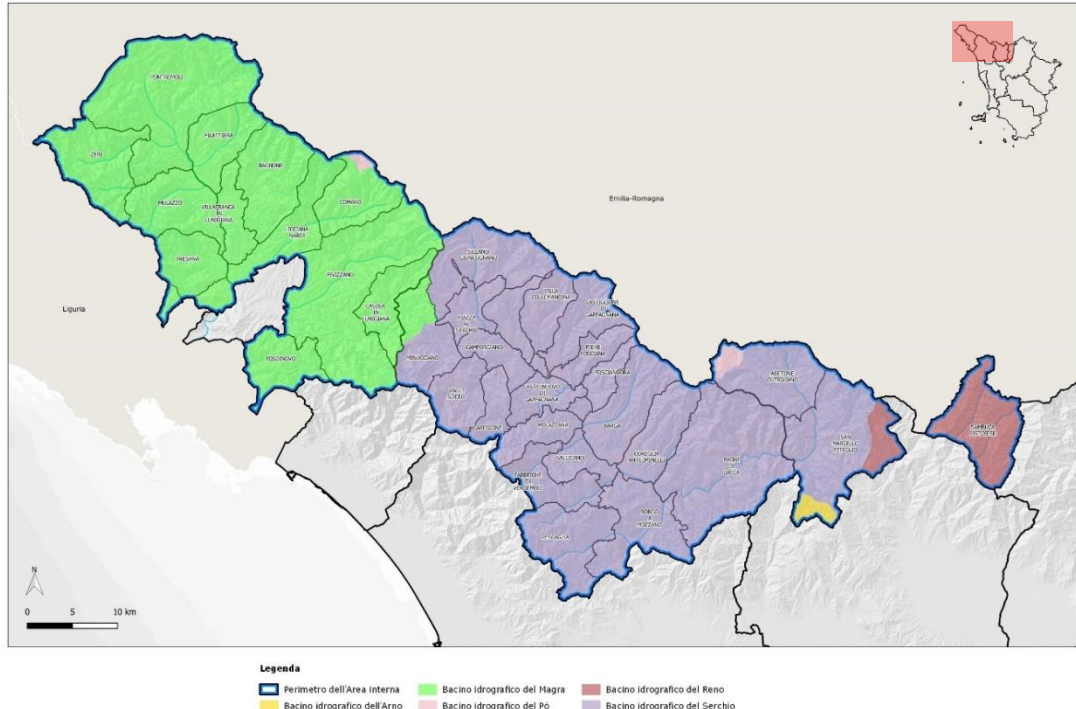 PONTREMOLI
FILATTIERA
ZERI
BAGNONE
MULAZZO
VILLAFRANCA
IN
LUNIGIANA
COMANO
Emilia-Romagna
TRESANA
FIVIZZANO
SILLANO
GIUNCUGNANO
VILLA
COLLEMANDINA
CASTIGLIONE
DI
GARFAGNANA
Liguria
CASOLA
IN
LUNIGIANA
PIAZZA
AL
SERCHIO
CAMPORGIANO
PIEVE
FOSCIANA
MINUCCIANO
FOSDINOVO
FOSCIANDORA
ABETONE
CUTIGLIANO
VAGLI
SOTTO
CASTELNUOVO
DI
GARFAGNANA
CAREGGINE
MOLAZZANA
BARGA
SAMBUCA
PISTOIESE
SAN
MARCELLO
PITEGLIO
GALLICANO
COREGLIA
ANTELMINELLI
BAGNI
DI
LUCCA
FABBRICHE
DI
VERGEMOLI
BORGO
A
MOZZANO
PESCAGLIA
N
0 5 10 km
Legenda
Perimetro dell'Area Interna
Bacino idrografico del Magra
Bacino idrografico del Reno
Bacino idrografico dell'Arno
Bacino idrografico del Pò
Bacino idrografico del Serchio